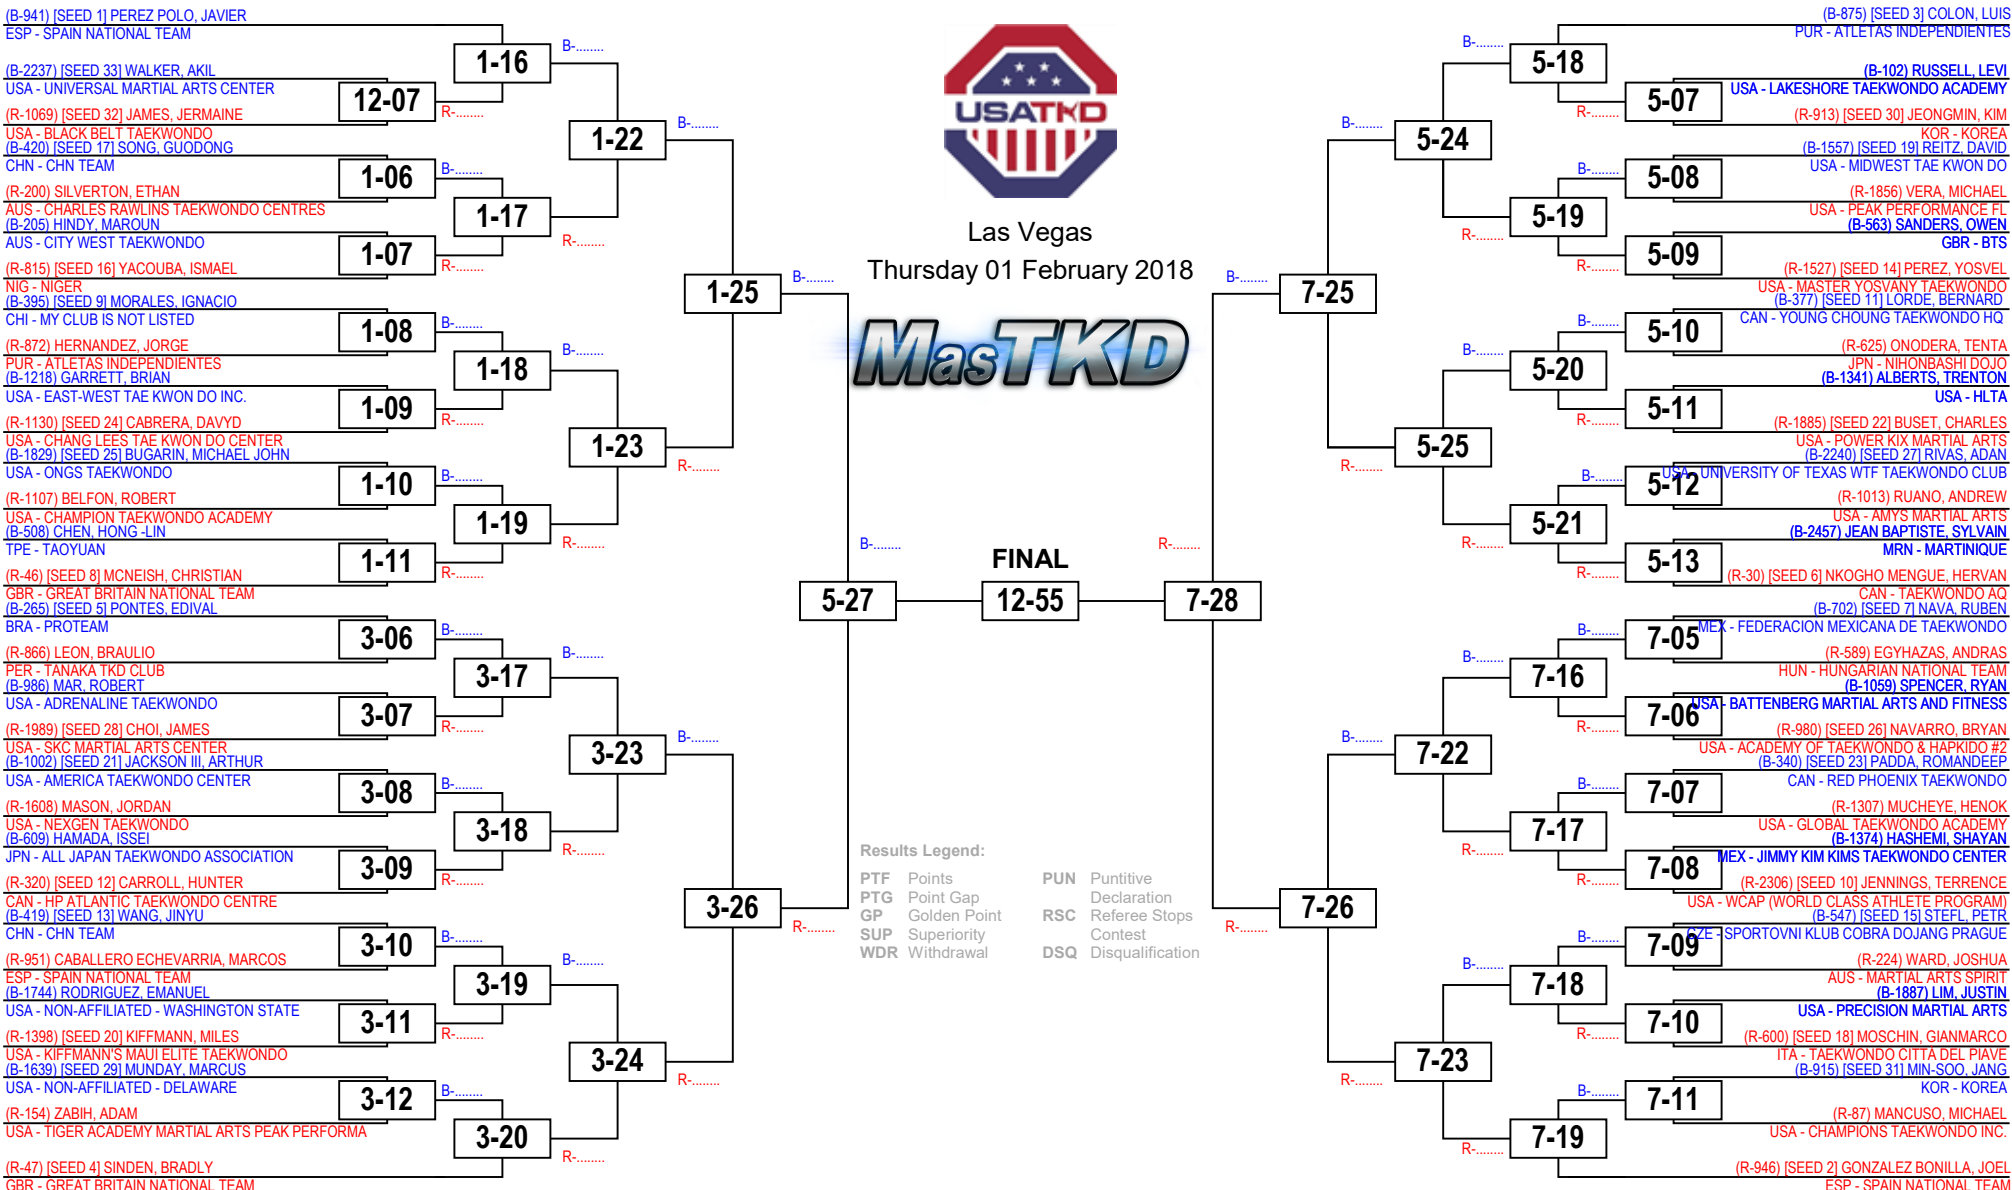 (B-941) [SEED 1] PEREZ POLO, JAVIER
ESP - SPAIN NATIONAL TEAM
(B-2237) [SEED 33] WALKER, AKIL
USA - UNIVERSAL MARTIAL ARTS CENTER
(R-1069) [SEED 32] JAMES, JERMAINE
USA - BLACK BELT TAEKWONDO
(B-420) [SEED 17] SONG, GUODONG
CHN - CHN TEAM
(R-200) SILVERTON, ETHAN
AUS - CHARLES RAWLINS TAEKWONDO CENTRES
(B-205) HINDY, MAROUN
AUS - CITY WEST TAEKWONDO
(R-815) [SEED 16] YACOUBA, ISMAEL
NIG - NIGER
(B-395) [SEED 9] MORALES, IGNACIO
CHI - MY CLUB IS NOT LISTED
(R-872) HERNANDEZ, JORGE
PUR - ATLETAS INDEPENDIENTES
(B-1218) GARRETT, BRIAN
USA - EAST-WEST TAE KWON DO INC.
(R-1130) [SEED 24] CABRERA, DAVYD
USA - CHANG LEES TAE KWON DO CENTER
(B-1829) [SEED 25] BUGARIN, MICHAEL JOHN
USA - ONGS TAEKWONDO
(R-1107) BELFON, ROBERT
USA - CHAMPION TAEKWONDO ACADEMY
(B-508) CHEN, HONG -LIN
TPE - TAOYUAN
(R-46) [SEED 8] MCNEISH, CHRISTIAN
GBR - GREAT BRITAIN NATIONAL TEAM
(B-265) [SEED 5] PONTES, EDIVAL
BRA - PROTEAM
(R-866) LEON, BRAULIO
PER - TANAKA TKD CLUB
(B-986) MAR, ROBERT
USA - ADRENALINE TAEKWONDO
(R-1989) [SEED 28] CHOI, JAMES
USA - SKC MARTIAL ARTS CENTER
(B-1002) [SEED 21] JACKSON III, ARTHUR
USA - AMERICA TAEKWONDO CENTER
(R-1608) MASON, JORDAN
USA - NEXGEN TAEKWONDO
(B-609) HAMADA, ISSEI
JPN - ALL JAPAN TAEKWONDO ASSOCIATION
(R-320) [SEED 12] CARROLL, HUNTER
CAN - HP ATLANTIC TAEKWONDO CENTRE
(B-419) [SEED 13] WANG, JINYU
CHN - CHN TEAM
(R-951) CABALLERO ECHEVARRIA, MARCOS
ESP - SPAIN NATIONAL TEAM
(B-1744) RODRIGUEZ, EMANUEL
USA - NON-AFFILIATED - WASHINGTON STATE
(R-1398) [SEED 20] KIFFMANN, MILES
USA - KIFFMANN'S MAUI ELITE TAEKWONDO
(B-1639) [SEED 29] MUNDAY, MARCUS
USA - NON-AFFILIATED - DELAWARE
(R-154) ZABIH, ADAM
USA - TIGER ACADEMY MARTIAL ARTS PEAK PERFORMA
(R-47) [SEED 4] SINDEN, BRADLY
GBR - GREAT BRITAIN NATIONAL TEAM
12-07
1-06
1-07
1-08
1-09
1-10
1-11
3-06
3-07
3-08
3-09
3-10
3-11
3-12
R-........
B-........
R-........
B-........
R-........
B-........
R-........
B-........
R-........
B-........
R-........
B-........
R-........
B-........
1-16
1-17
1-18
1-19
3-17
3-18
3-19
3-20
B-........
R-........
B-........
R-........
B-........
R-........
B-........
R-........
1-22
1-23
3-23
3-24
B-........
R-........
B-........
R-........
1-25
3-26
B-........
R-........
5-27
B-........
USATKD
Las Vegas
Thursday 01 February 2018
MasTKD
FINAL
12-55
Results Legend:
PTF Points
PTG Point Gap
GP Golden Point
SUP Superiority
WDR Withdrawal
PUN Puntitive
Declaration
RSC Referee Stops
Contest
DSQ Disqualification
R-........
7-28
B-........
R-........
7-25
7-26
B-........
R-........
B-........
R-........
5-24
5-25
7-22
7-23
B-........
R-........
B-........
R-........
B-........
R-........
B-........
R-........
5-18
5-19
5-20
5-21
7-16
7-17
7-18
7-19
R-........
B-........
R-........
B-........
R-........
B-........
R-........
B-........
R-........
B-........
R-........
B-........
R-........
B-........
5-07
5-08
5-09
5-10
5-11
5-12
5-13
7-05
7-06
7-07
7-08
7-09
7-10
7-11
(B-875) [SEED 3] COLON, LUIS
PUR - ATLETAS INDEPENDIENTES
(B-102) RUSSELL, LEVI
USA - LAKESHORE TAEKWONDO ACADEMY
(R-913) [SEED 30] JEONGMIN, KIM
KOR - KOREA
(B-1557) [SEED 19] REITZ, DAVID
USA - MIDWEST TAE KWON DO
(R-1856) VERA, MICHAEL
USA - PEAK PERFORMANCE FL
(B-563) SANDERS, OWEN
GBR - BTS
(R-1527) [SEED 14] PEREZ, YOSVEL
USA - MASTER YOSVANY TAEKWONDO
(B-377) [SEED 11] LORDE, BERNARD
CAN - YOUNG CHOUNG TAEKWONDO HQ
(R-625) ONODERA, TENTA
JPN - NIHONBASHI DOJO
(B-1341) ALBERTS, TRENTON
USA - HLTA
(R-1885) [SEED 22] BUSET, CHARLES
USA - POWER KIX MARTIAL ARTS
(B-2240) [SEED 27] RIVAS, ADAN
USA - UNIVERSITY OF TEXAS WTF TAEKWONDO CLUB
(R-1013) RUANO, ANDREW
USA - AMYS MARTIAL ARTS
(B-2457) JEAN BAPTISTE, SYLVAIN
MRN - MARTINIQUE
(R-30) [SEED 6] NKOGHO MENGUE, HERVAN
CAN - TAEKWONDO AQ
(B-702) [SEED 7] NAVA, RUBEN
MEX - FEDERACION MEXICANA DE TAEKWONDO
(R-589) EGYHAZAS, ANDRAS
HUN - HUNGARIAN NATIONAL TEAM
(B-1059) SPENCER, RYAN
USA - BATTENBERG MARTIAL ARTS AND FITNESS
(R-980) [SEED 26] NAVARRO, BRYAN
USA - ACADEMY OF TAEKWONDO & HAPKIDO #2
(B-340) [SEED 23] PADDA, ROMANDEEP
CAN - RED PHOENIX TAEKWONDO
(R-1307) MUCHEYE, HENOK
USA - GLOBAL TAEKWONDO ACADEMY
(B-1374) HASHEMI, SHAYAN
MEX - JIMMY KIM KIMS TAEKWONDO CENTER
(R-2306) [SEED 10] JENNINGS, TERRENCE
USA - WCAP (WORLD CLASS ATHLETE PROGRAM)
(B-547) [SEED 15] STEFL, PETR
CZE - SPORTOVNI KLUB COBRA DOJANG PRAGUE
(R-224) WARD, JOSHUA
AUS - MARTIAL ARTS SPIRIT
(B-1887) LIM, JUSTIN
USA - PRECISION MARTIAL ARTS
(R-600) [SEED 18] MOSCHIN, GIANMARCO
ITA - TAEKWONDO CITTA DEL PIAVE
(B-915) [SEED 31] MIN-SOO, JANG
KOR - KOREA
(R-87) MANCUSO, MICHAEL
USA - CHAMPIONS TAEKWONDO INC.
(R-946) [SEED 2] GONZALEZ BONILLA, JOEL
ESP - SPAIN NATIONAL TEAM